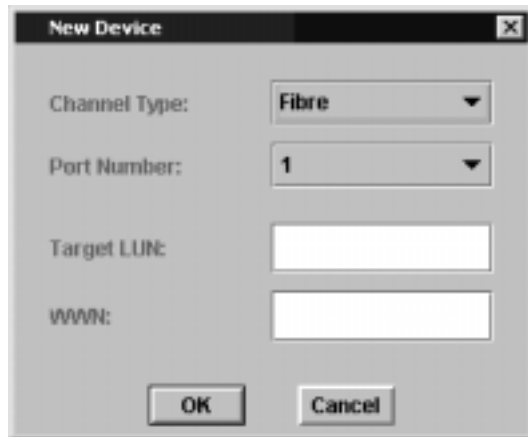 New Device
Channel Type: Fibre
Port Number: 1
Target LUN:
WWN:
OK Cancel